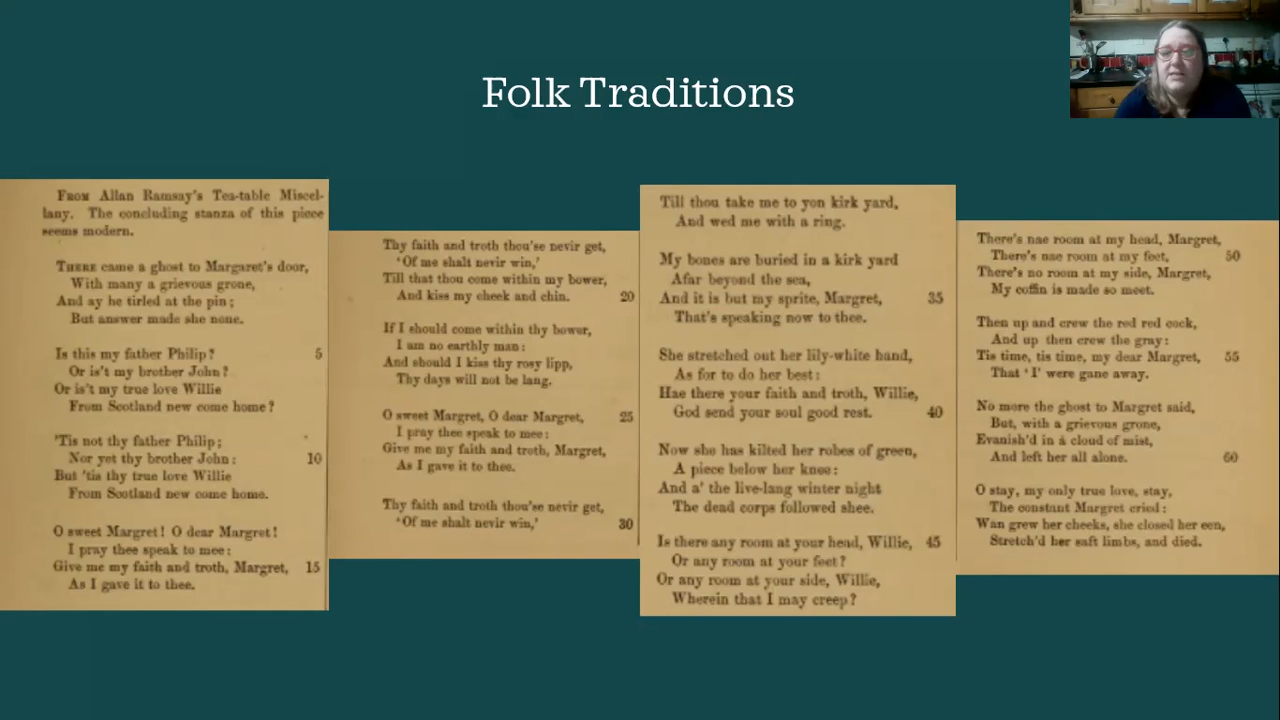 Folk Traditions
FROM Allan Ramsay's Tea-table Miscel-
lany. The concluding stanza of this piece
seems modern.
THERE came a ghost to Margaret's door,
With many a grievous grone,
And ay he tirled at the pin;
But answer made she none.
Is this my father Philip? 5
Or is't my brother John?
Or is't my true love Willie
From Scotland new come home?
'Tis not thy father Philip;
Nor yet thy brother John: 10
But 'tis thy true love Willie
From Scotland new come home.
O sweet Margret! O dear Margret!
I pray thee speak to mee:
Give me my faith and troth, Margret, 15
As I gave it to thee.
Thy faith and troth thou'se nevir get,
'Of me shalt nevir win,'
Till that thou come within my bower,
And kiss my cheek and chin. 20
If I should come within thy bower,
I am no earthly man:
And should I kiss thy rosy lipp,
Thy days will not be lang.
O sweet Margret, O dear Margret, 25
I pray thee speak to mee:
Give me my faith and troth, Margret,
As I gave it to thee.
Thy faith and troth thou'se nevir get,
'Of me shalt nevir win,' 30
Till thou take me to yon kirk yard,
And wed me with a ring.
My bones are buried in a kirk yard
Afar beyond the sea,
And it is but my sprite, Margret, 35
That's speaking now to thee.
She stretched out her lily-white hand,
As for to do her best:
Hae there your faith and troth, Willie,
God send your soul good rest. 40
Now she has kilted her robes of green,
A piece below her knee:
And a' the live-lang winter night
The dead corps followed shee.
Is there any room at your head, Willie, 45
Or any room at your feet?
Or any room at your side, Willie,
Wherein that I may creep?
There's nae room at my head, Margret,
There's nae room at my feet, 50
There's no room at my side, Margret,
My coffin is made so meet.
Then up and crew the red red cock,
And up then crew the gray:
Tis time, tis time, my dear Margret, 55
That 'I' were gane away.
No more the ghost to Margret said,
But, with a grievous grone,
Evanish'd in a cloud of mist,
And left her all alone. 60
O stay, my only true love, stay,
The constant Margret cried:
Wan grew her cheeks, she closed her een,
Stretch'd her saft limbs, and died.